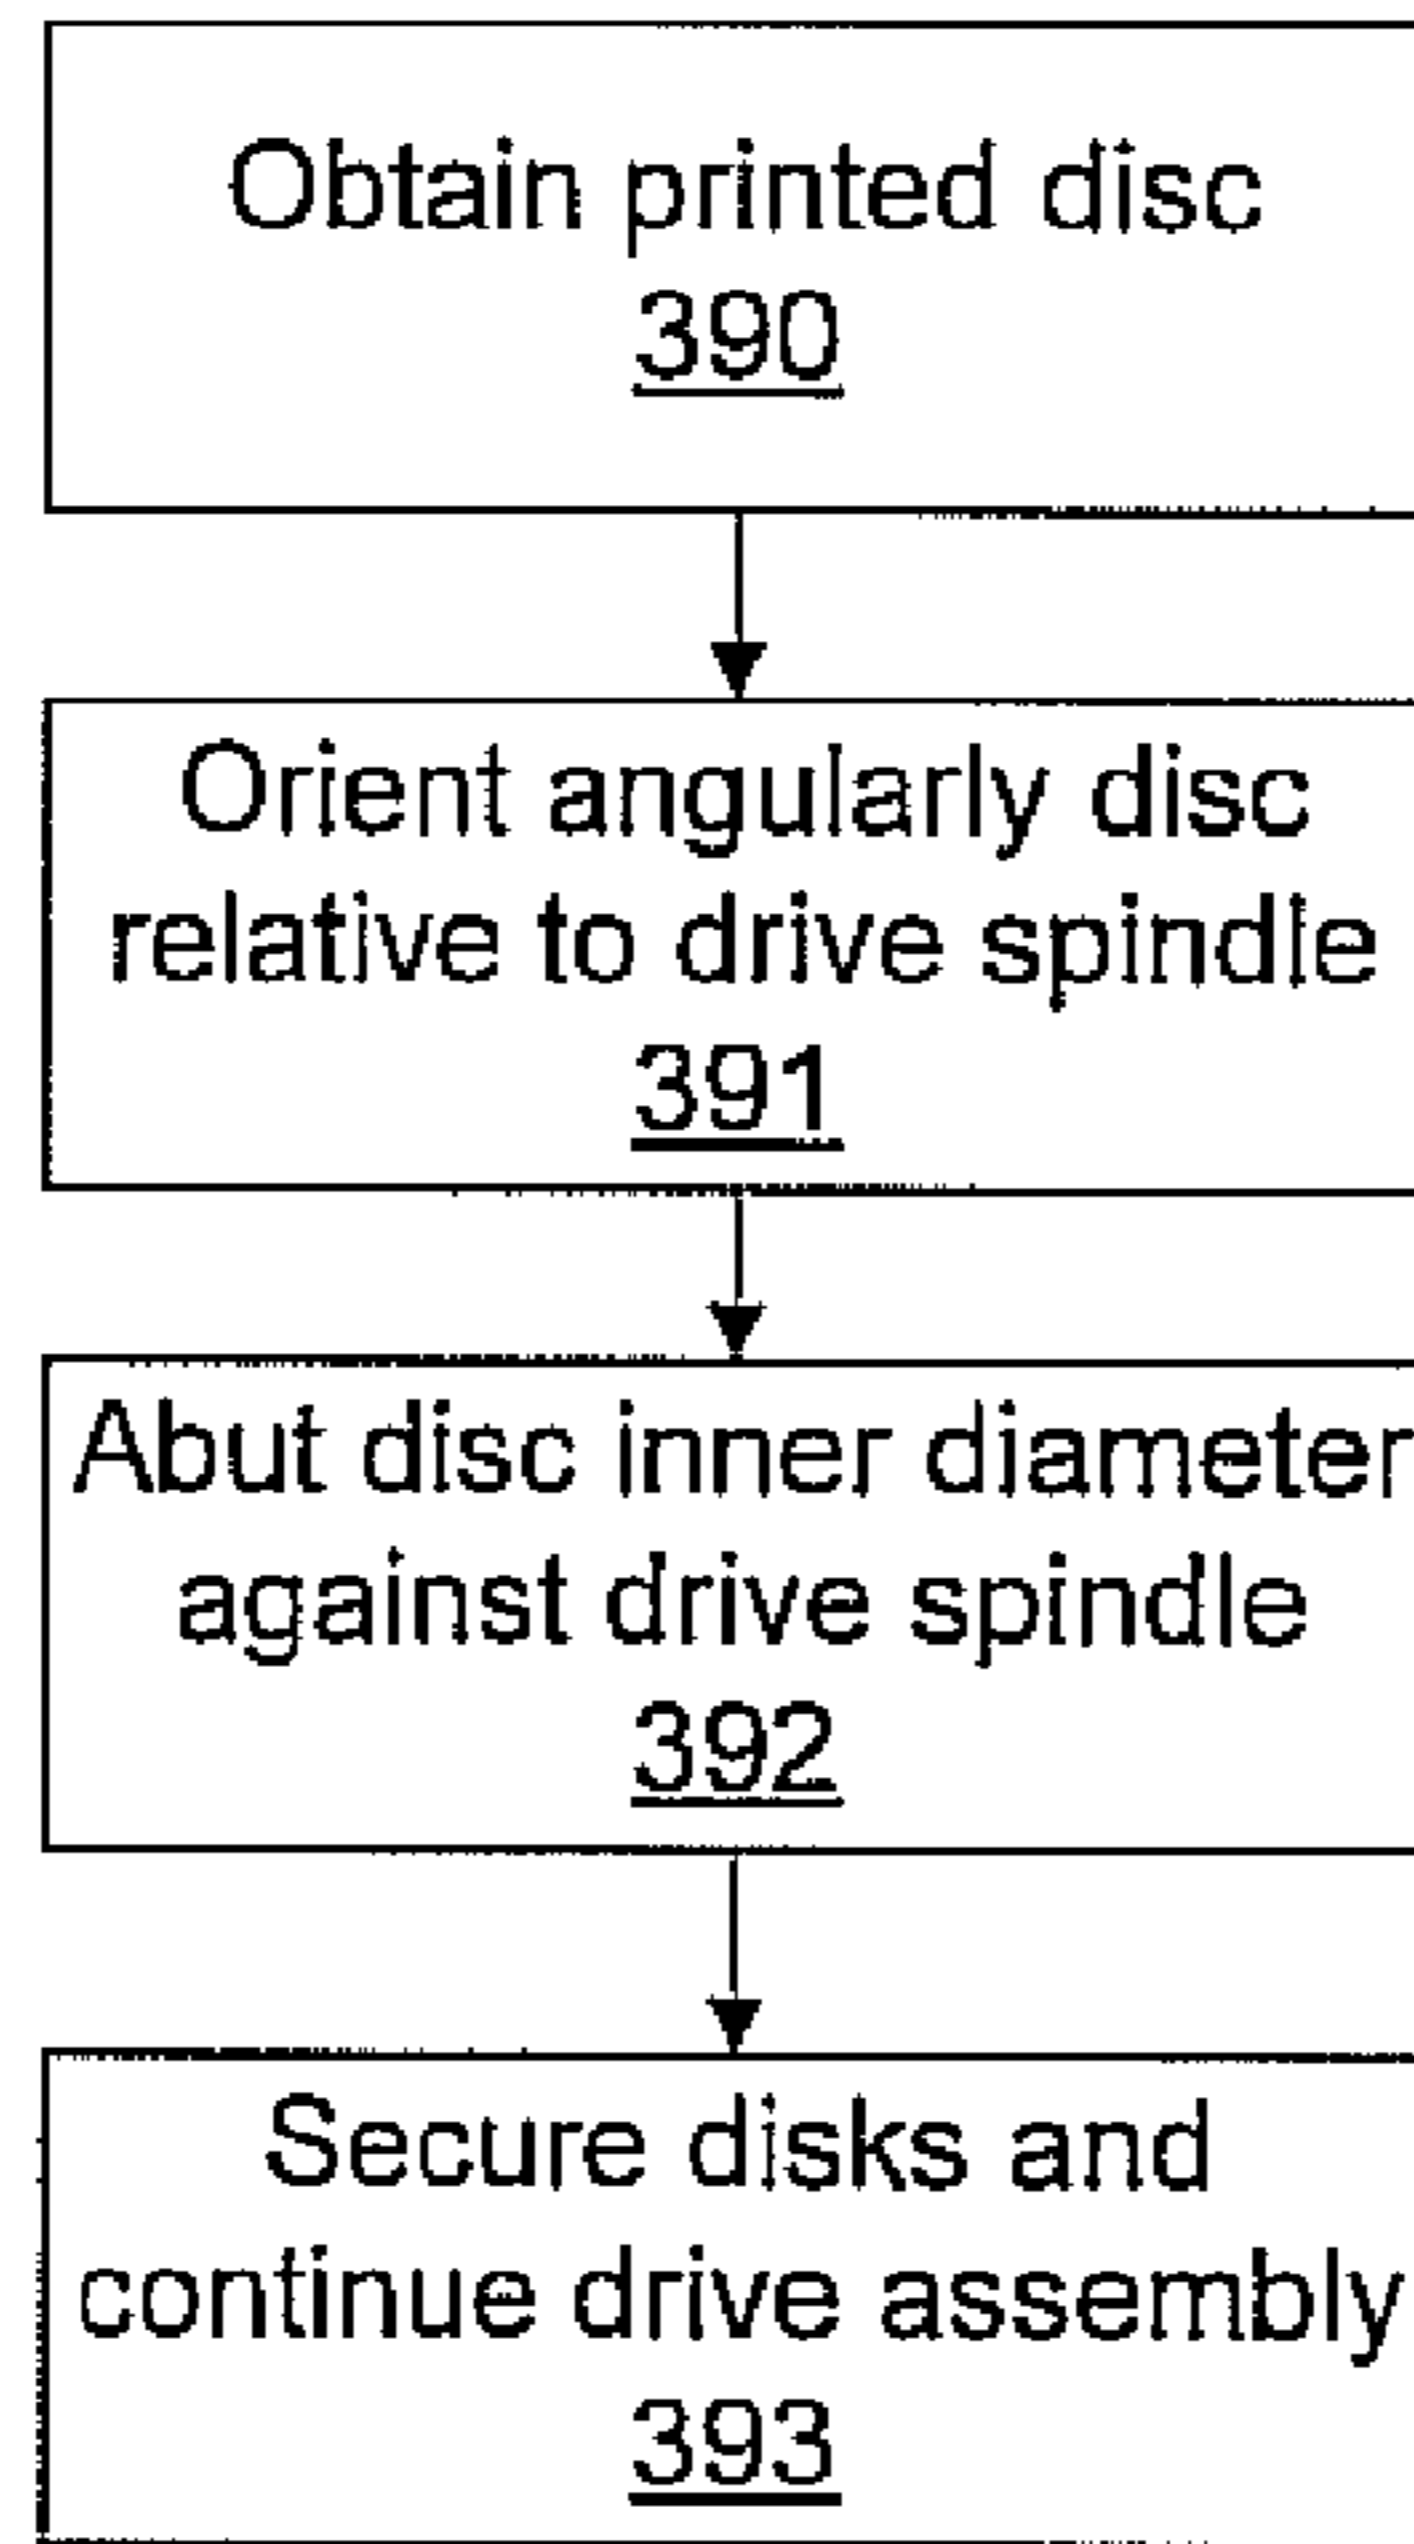 Obtain printed disc
390
Orient angularly disc
relative to drive spindle
391
Abut disc inner diameter
against drive spindle
392
Secure disks and
continue drive assembly
393